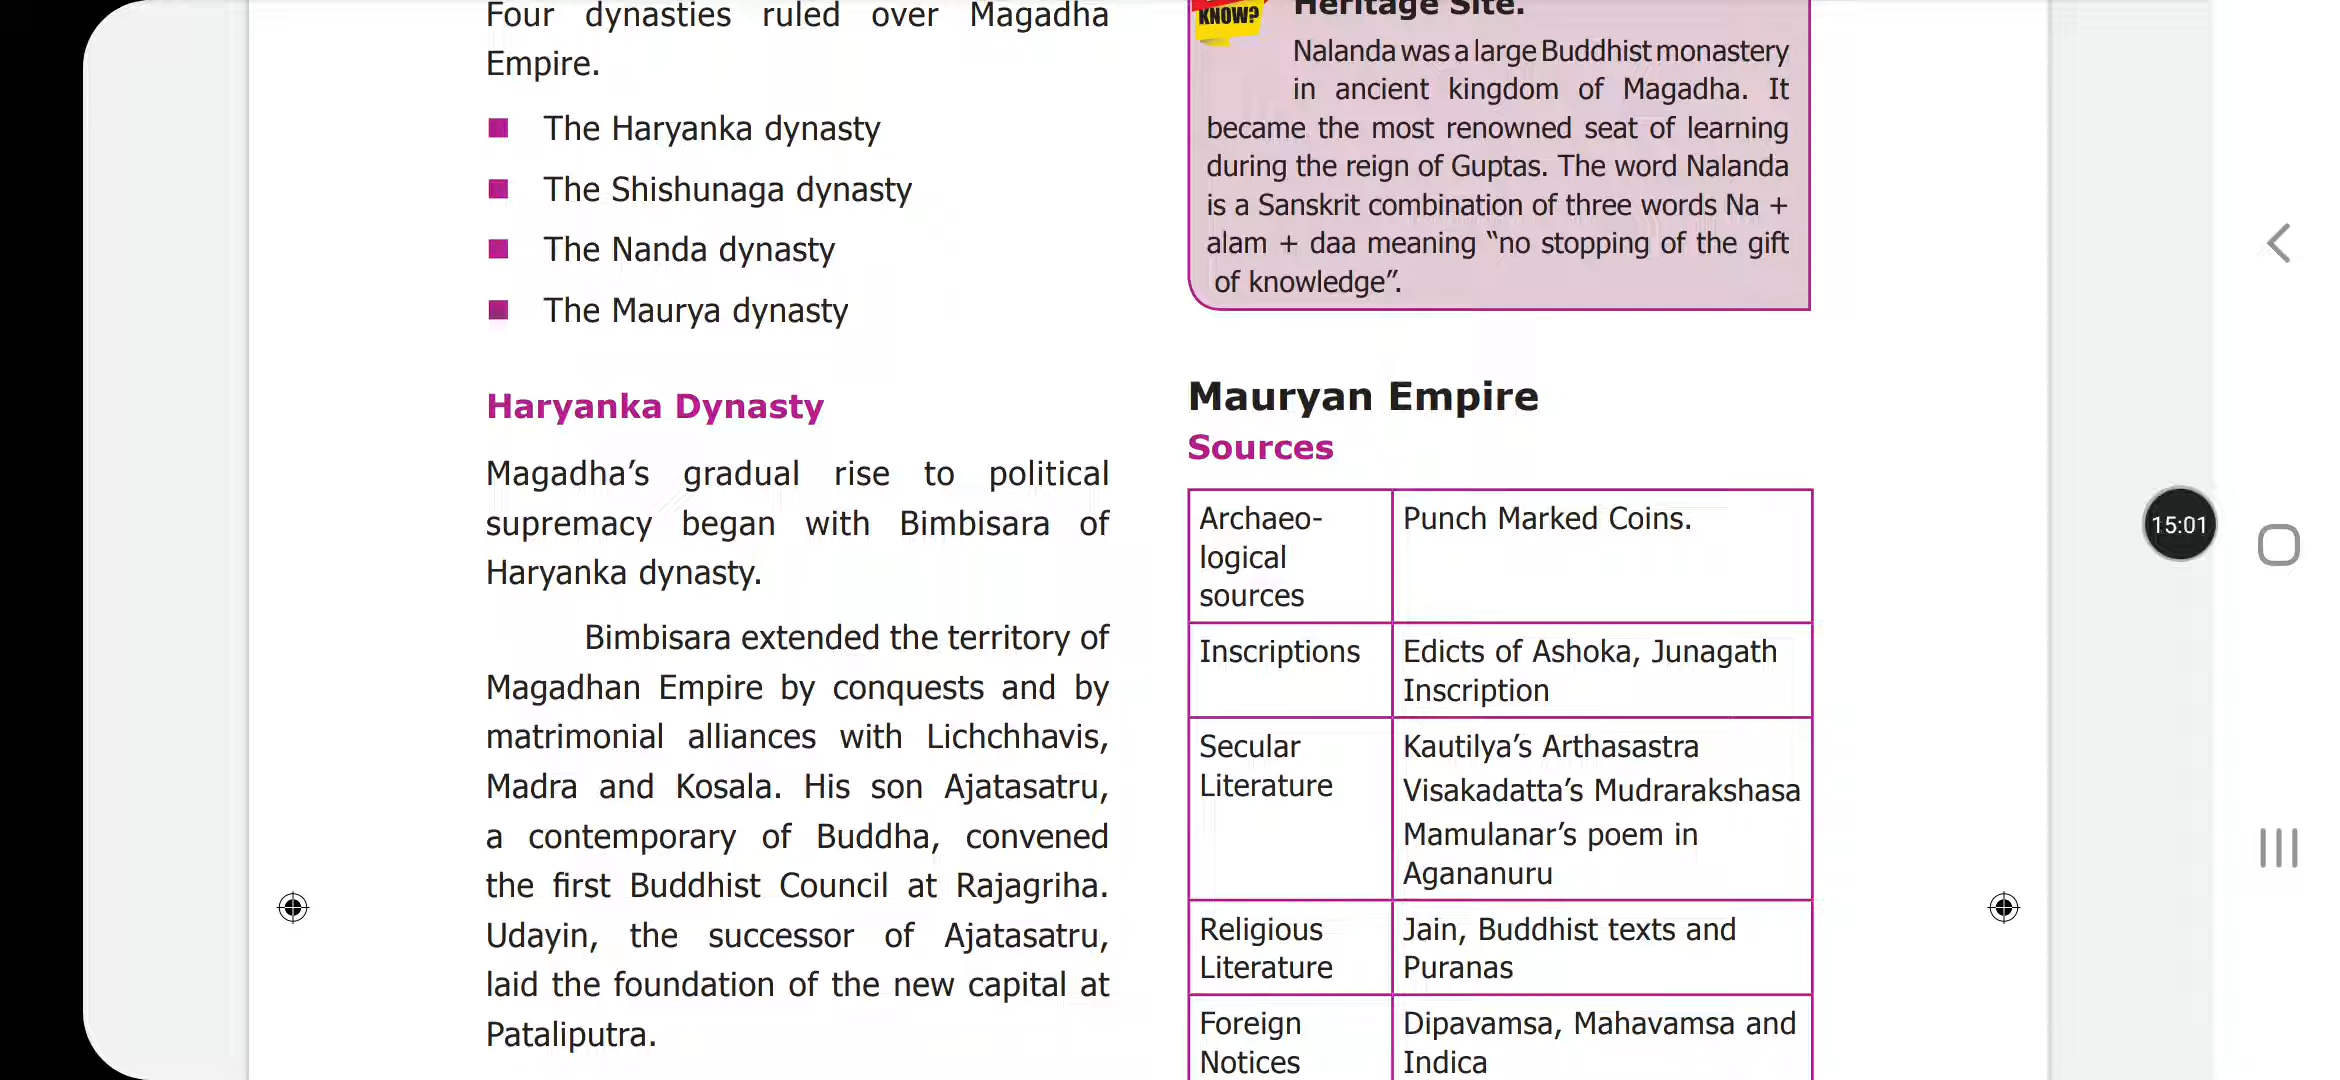 Four dynasties ruled over Magadha
Empire.
■ The Haryanka dynasty
■ The Shishunaga dynasty
■ The Nanda dynasty
■ The Maurya dynasty
Haryanka Dynasty
Magadha’s gradual rise to political
supremacy began with Bimbisara of
Haryanka dynasty.
Bimbisara extended the territory of
Magadhan Empire by conquests and by
matrimonial alliances with Lichchhavis,
Madra and Kosala. His son Ajatasatru,
a contemporary of Buddha, convened
the first Buddhist Council at Rajagriha.
Udayin, the successor of Ajatasatru,
laid the foundation of the new capital at
Pataliputra.
KNOW?
Heritage Site.
Nalanda was a large Buddhist monastery
in ancient kingdom of Magadha. It
became the most renowned seat of learning
during the reign of Guptas. The word Nalanda
is a Sanskrit combination of three words Na +
alam + daa meaning “no stopping of the gift
of knowledge”.
Mauryan Empire
Sources
Archaeo-
logical
sources
Punch Marked Coins.
Inscriptions
Edicts of Ashoka, Junagath
Inscription
Secular
Literature
Kautilya’s Arthasastra
Visakadatta’s Mudrarakshasa
Mamulanar’s poem in
Agananuru
Religious
Literature
Jain, Buddhist texts and
Puranas
Foreign
Notices
Dipavamsa, Mahavamsa and
Indica
15:01